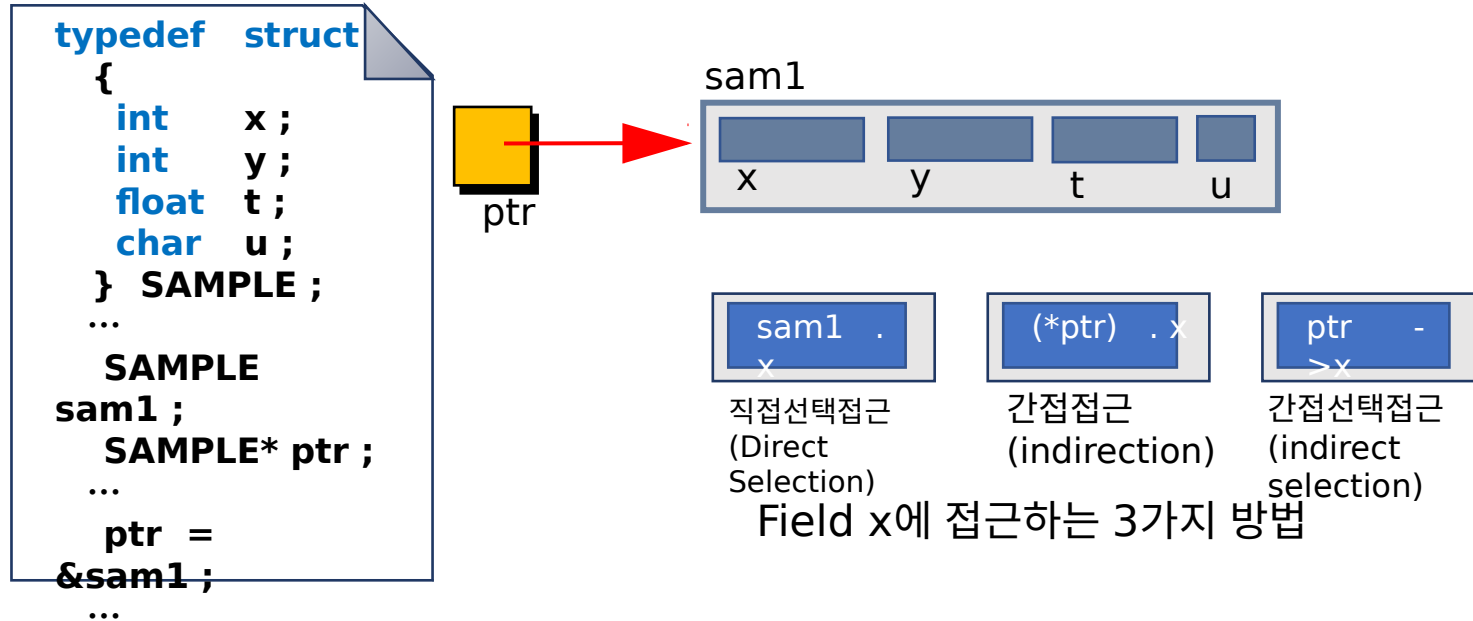 typedef struct
{
int x ;
int y ;
float t ;
char u ;
} SAMPLE ;
...
SAMPLE
sam1 ;
SAMPLE* ptr ;
...
ptr =
&sam1 ;
...
ptr
sam1
x y t u
sam1 .
x
(*ptr) . x
ptr -
>x
직접선택접근
(Direct
Selection)
간접접근
(indirection)
간접선택접근
(indirect
selection)
Field x에 접근하는 3가지 방법